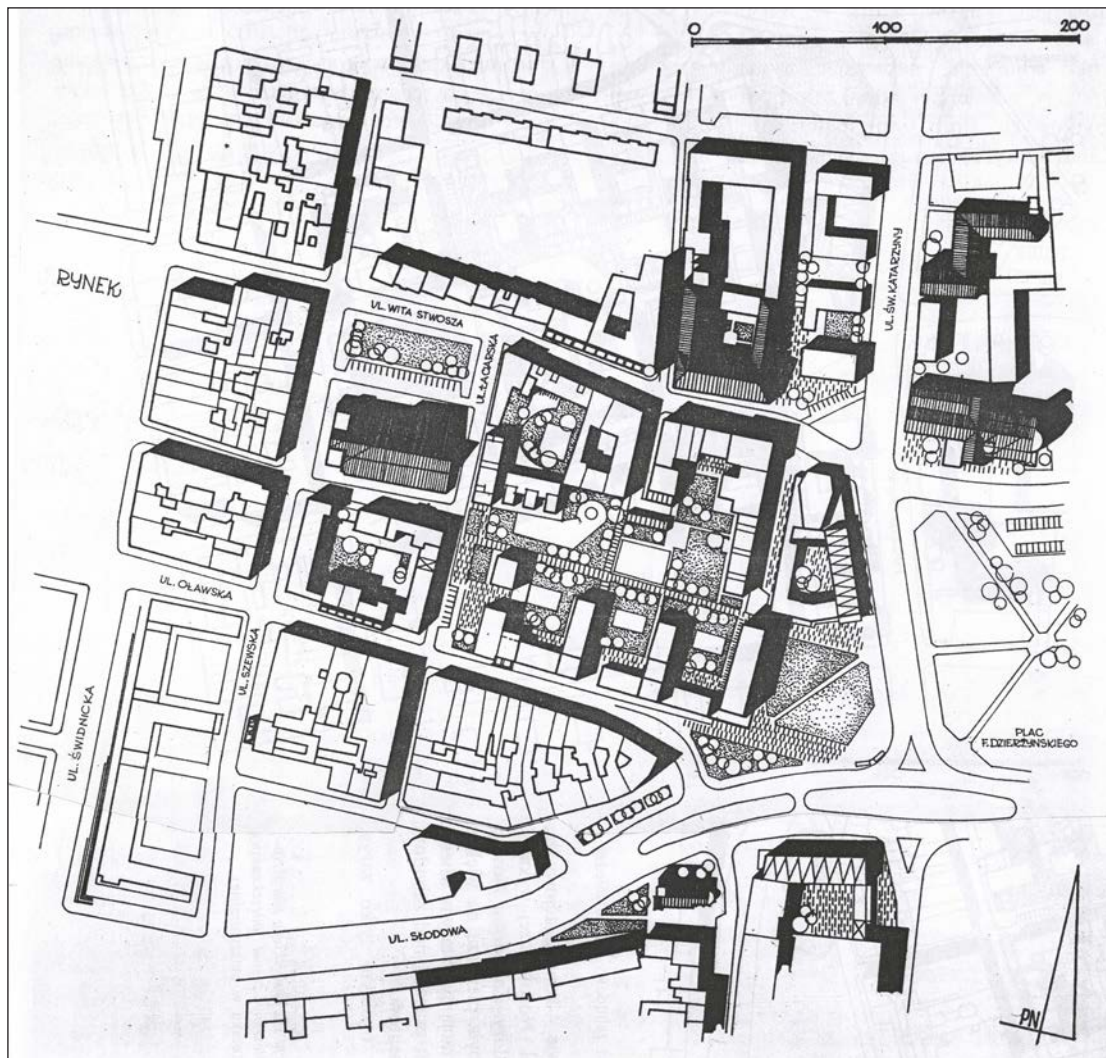 0 100 200
RYNEK
UL. WITA STWOSZA
UL. ŁACIARSKA
UL. ŚW. KATARZYNY
UL. OŁAWSKA
UL. SZEWSKA
UL. ŚWIDNICKA
PLAC
F. DZIERŻYŃSKIEGO
UL. SŁODOWA
PN